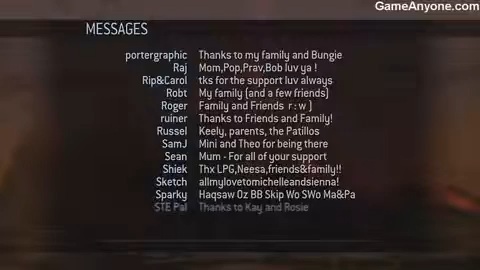 GameAnyone.com
MESSAGES
portergraphic Thanks to my family and Bungie
Raj Mom,Pop,Prav,Bob luv ya !
Rip&Carol tks for the support luv always
Robt My family (and a few friends)
Roger Family and Friends r : w )
ruiner Thanks to Friends and Family!
Russel Keely, parents, the Patillos
SamJ Mini and Theo for being there
Sean Mum - For all of your support
Shiek Thx LPG,Neesa,friends&family!!
Sketch allmylovetomichelleandsienna!
Sparky Haqsaw Oz BB Skip Wo SWo Ma&Pa
STE Pal Thanks to Kay and Rosie